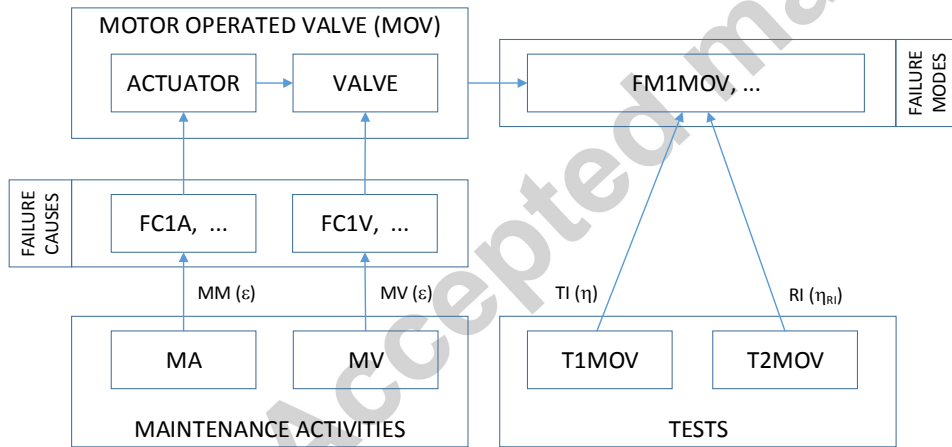 MOTOR OPERATED VALVE (MOV)
ACTUATOR
VALVE
FM1MOV, ...
FAILURE
MODES
FAILURE
CAUSES
FC1A, ...
FC1V, ...
MM (ε)
MV (ε)
TI (η)
RI (ηRI)
MA
MV
T1MOV
T2MOV
MAINTENANCE ACTIVITIES
TESTS
Accepted ma